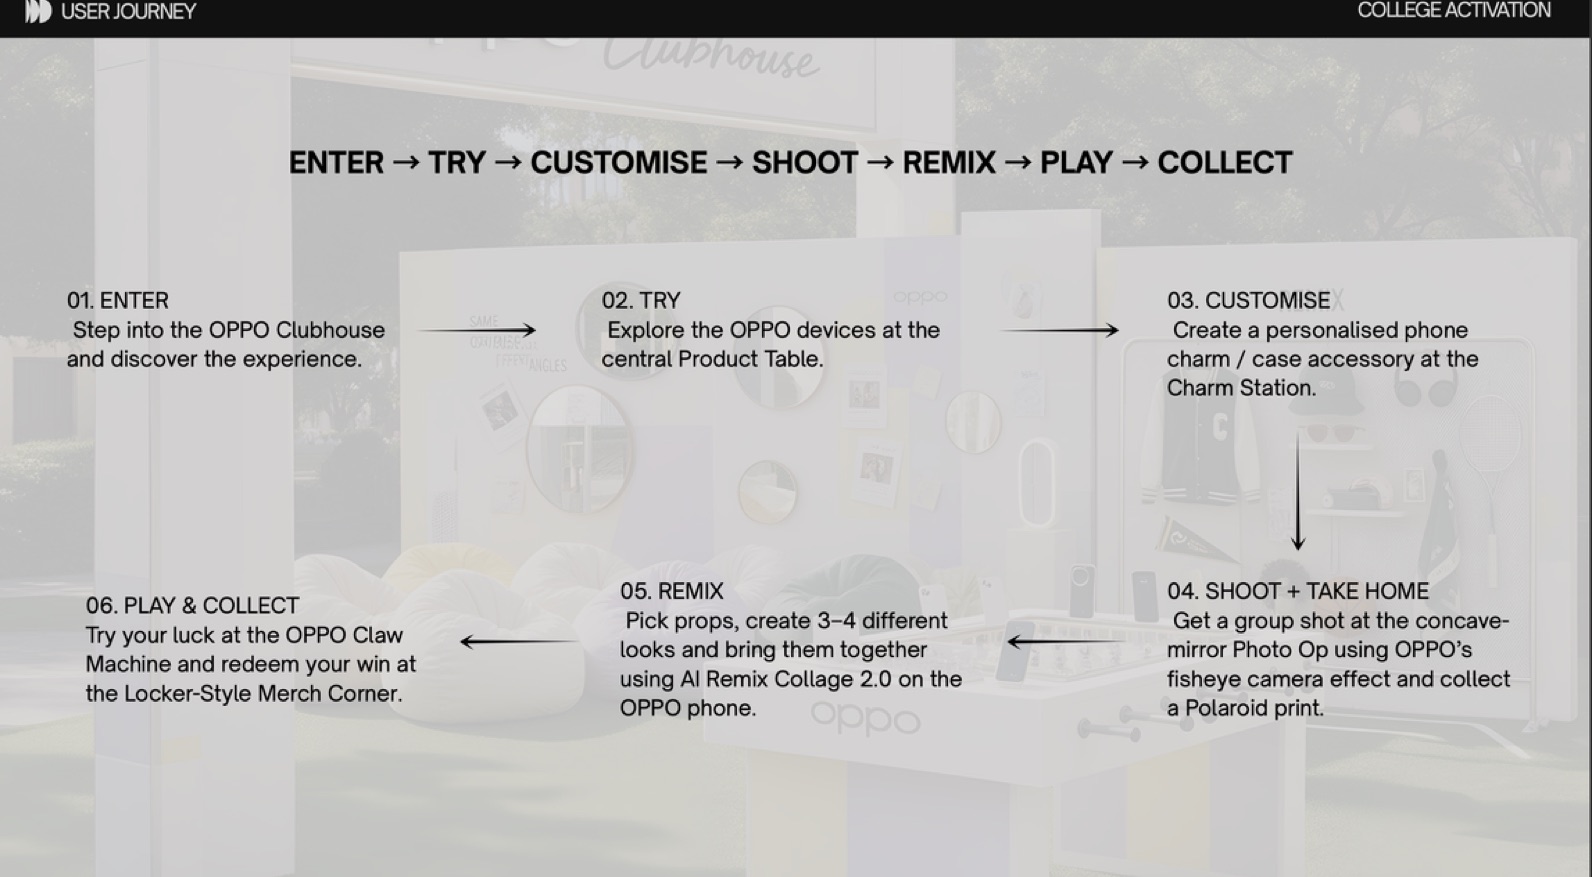 USER JOURNEY
COLLEGE ACTIVATION
Clubhouse
ENTER → TRY → CUSTOMISE → SHOOT → REMIX → PLAY → COLLECT
01. ENTER
Step into the OPPO Clubhouse
and discover the experience.
02. TRY
Explore the OPPO devices at the
central Product Table.
03. CUSTOMISE
Create a personalised phone
charm / case accessory at the
Charm Station.
04. SHOOT + TAKE HOME
Get a group shot at the concave-
mirror Photo Op using OPPO's
fisheye camera effect and collect
a Polaroid print.
05. REMIX
Pick props, create 3–4 different
looks and bring them together
using AI Remix Collage 2.0 on the
OPPO phone.
06. PLAY & COLLECT
Try your luck at the OPPO Claw
Machine and redeem your win at
the Locker-Style Merch Corner.
oppo
REMIX
SAME
ANGLES
C
oppo